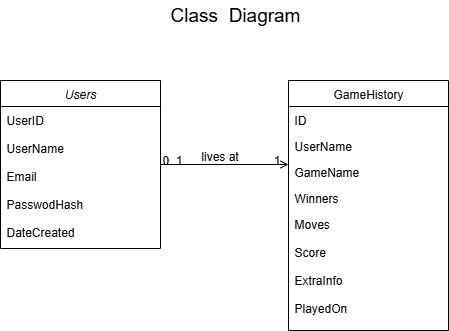 Class Diagram
Users
UserID
UserName
Email
PasswodHash
DateCreated
0 1 lives at 1
GameHistory
ID
UserName
GameName
Winners
Moves
Score
ExtraInfo
PlayedOn